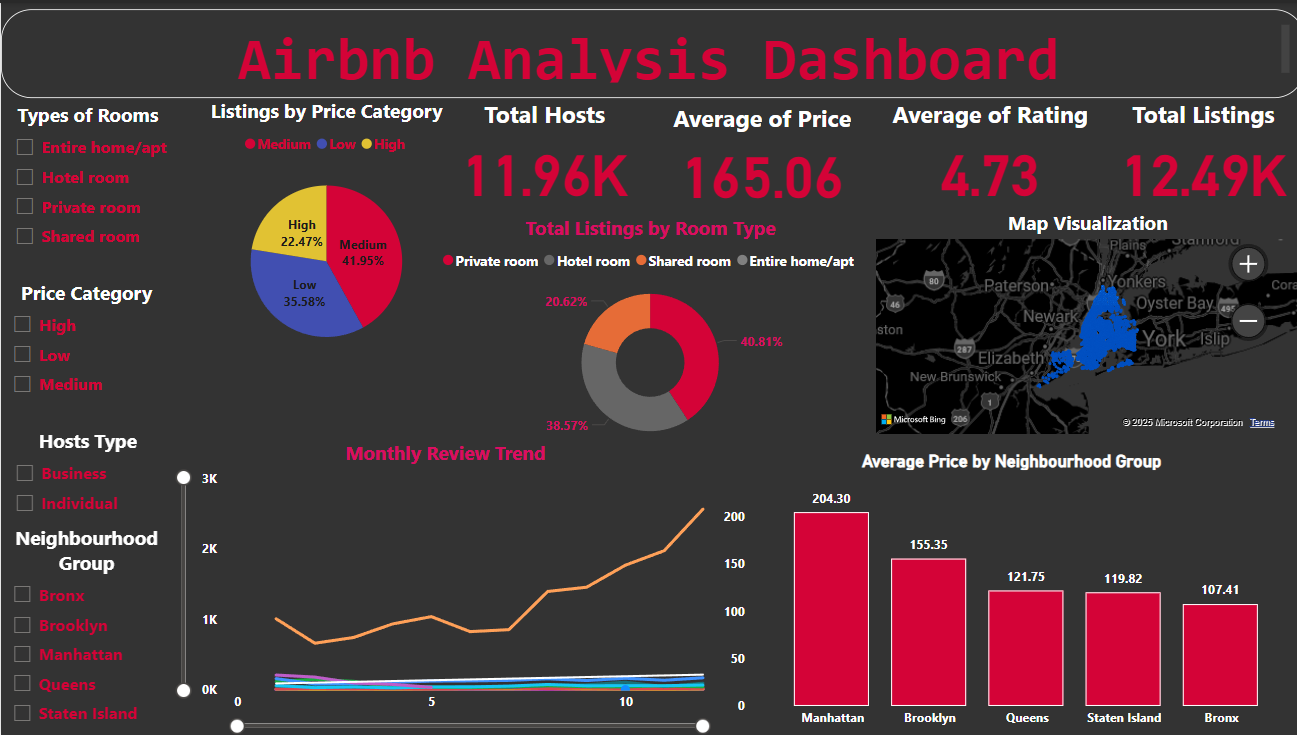 Airbnb Analysis Dashboard
Types of Rooms
Entire home/apt
Hotel room
Private room
Shared room
Price Category
High
Low
Medium
Hosts Type
Business
Individual
Neighbourhood
Group
Bronx
Brooklyn
Manhattan
Queens
Staten Island
Listings by Price Category
Medium Low High
High
22.47%
Medium
41.95%
Low
35.58%
Total Hosts
11.96K
Average of Price
165.06
Average of Rating
4.73
Total Listings
12.49K
Total Listings by Room Type
Private room Hotel room Shared room Entire home/apt
20.62%
40.81%
38.57%
Map Visualization
Plains
Stamford
80
Yonkers
Paterson
46
Oyster Bay
495
Newark
York
Islip
287
Elizabeth
New Brunswick
1
206
Microsoft Bing
© 2025 Microsoft Corporation Terms
Monthly Review Trend
3K
2K
1K
0K
0 5 10
Average Price by Neighbourhood Group
200
150
100
50
0
204.30
155.35
121.75
119.82
107.41
Manhattan Brooklyn Queens Staten Island Bronx